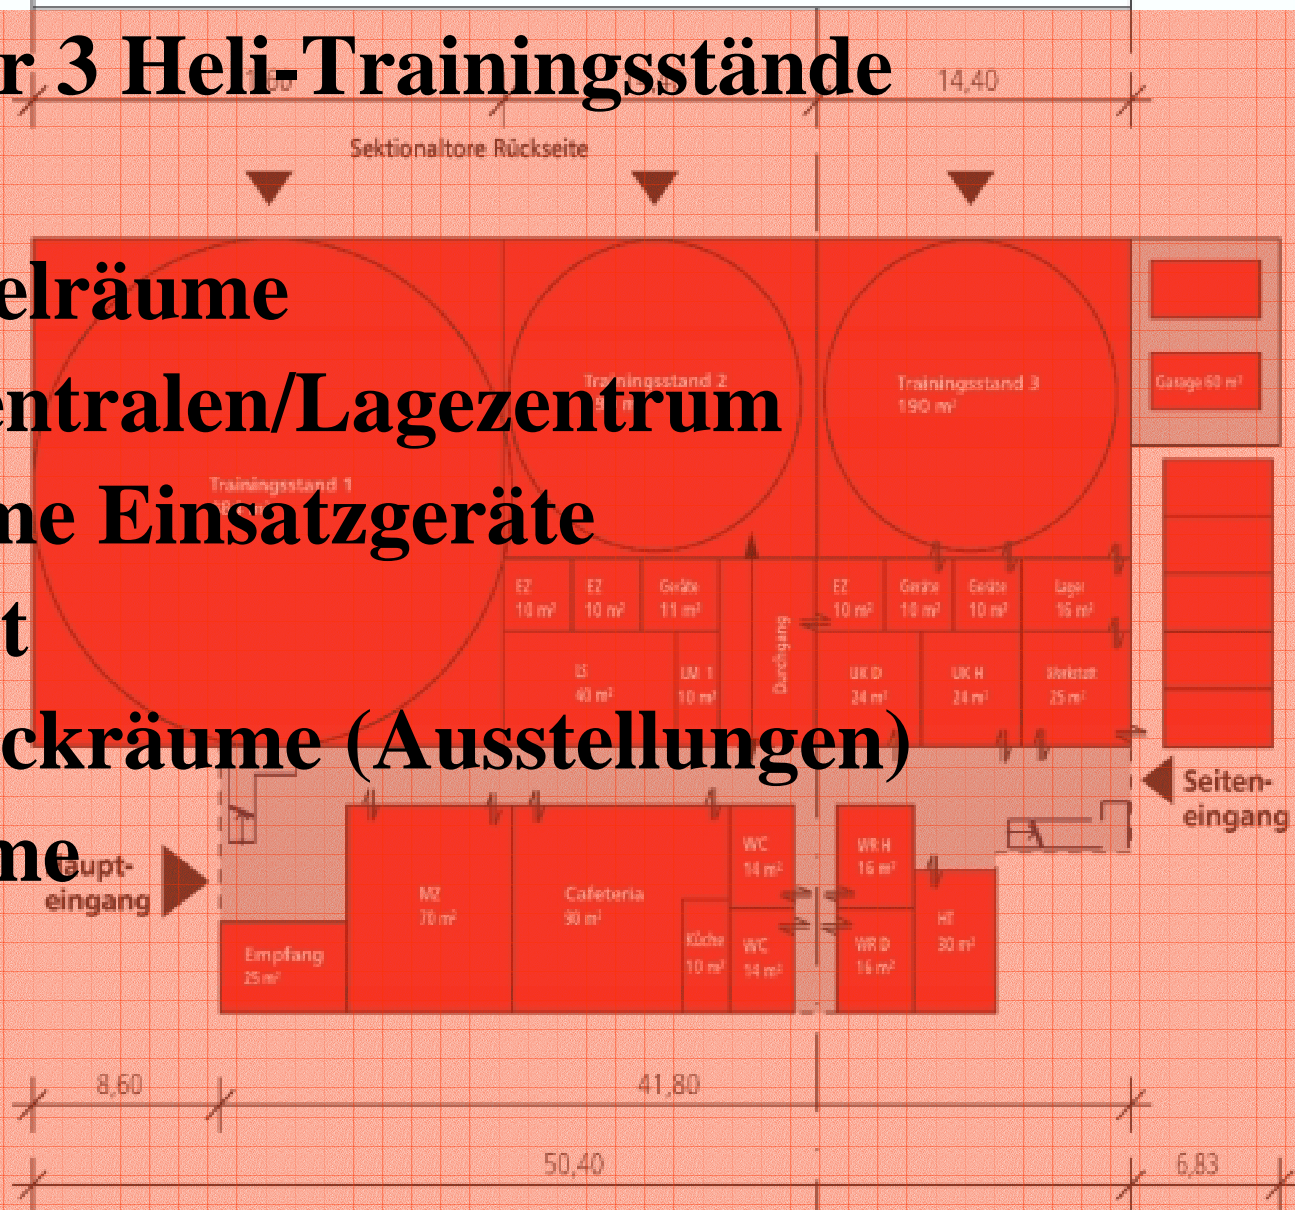 r 3 Heli-Trainingsstände
14,40
Sektionaltore Rückseite
elräume
Trainingsstand 2
Trainingsstand 3
190 m²
Garage 60 m²
entralen/Lagezentrum
Trainingsstand 1
me Einsatzgeräte
EZ
10 m²
EZ
10 m²
Geräte
11 m²
EZ
10 m²
Geräte
10 m²
Geräte
10 m²
Lager
16 m²
t
Durchgang
LS
40 m²
10 m²
UK D
24 m²
UK H
24 m²
Werkstatt
25 m²
ckräume (Ausstellungen)
Seiten-
eingang
me
Haupt-
eingang
Empfang
25 m²
MZ
70 m²
Cafeteria
90 m²
Küche
10 m²
WC
14 m²
WC
14 m²
WR H
16 m²
WR D
16 m²
HT
30 m²
8,60
41,80
50,40
6,83